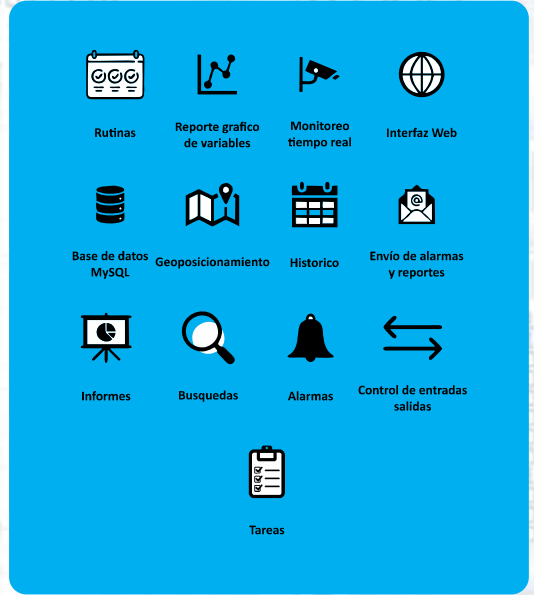 Rutinas
Reporte grafico
de variables
Monitoreo
tiempo real
Interfaz Web
Base de datos
MySQL
Geoposicionamiento
Historico
@
Envío de alarmas
y reportes
Informes
Busquedas
Alarmas
Control de entradas
salidas
Tareas